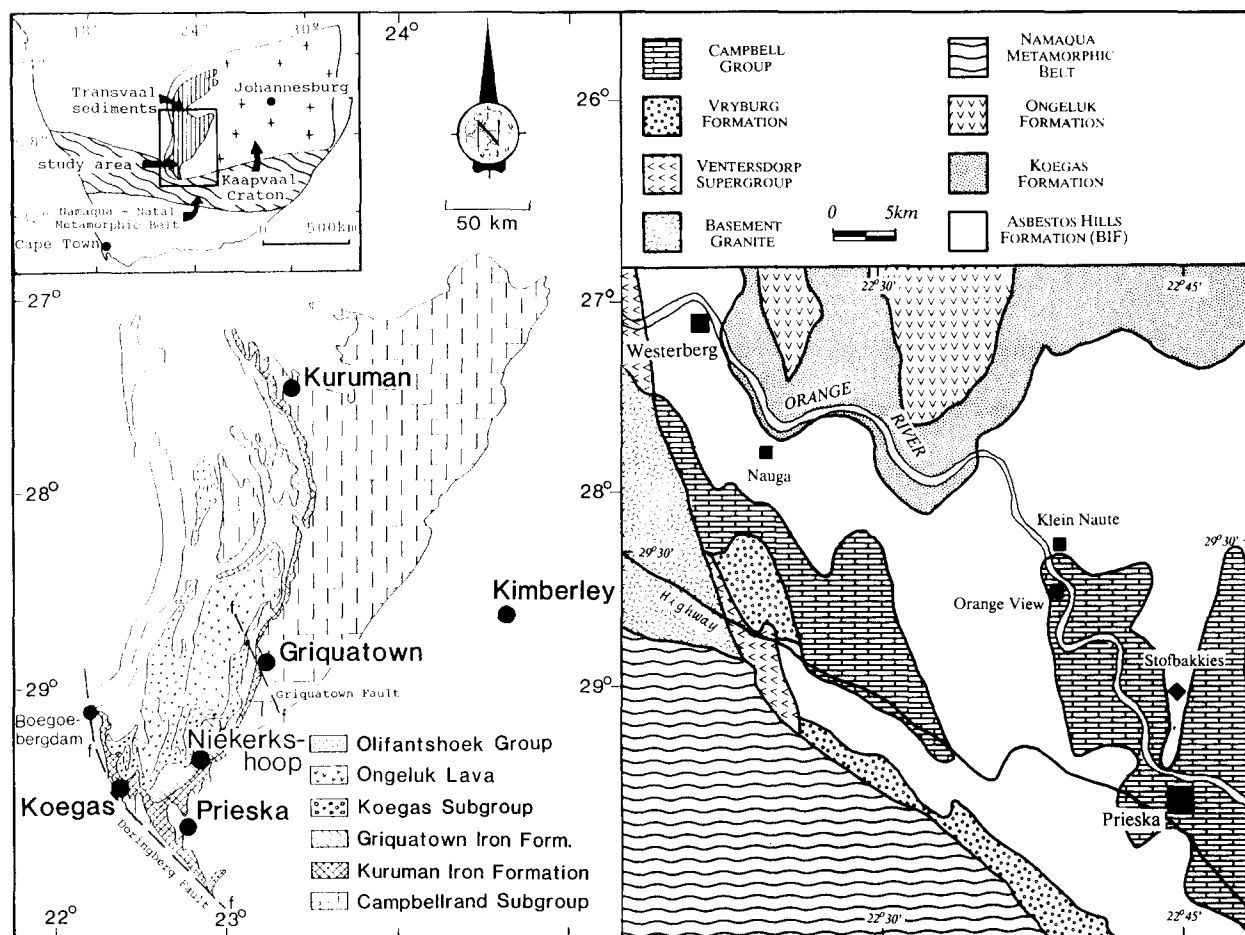 18°
24°
30°
Transvaal
sediments
Johannesburg
study area
Kaapvaal
Craton
Namaqua - Natal
Metamorphic Belt
500km
0
Cape Town
24°
N
50 km
26°
27°
27°
28°
28°
29°
29°
22
23
Kuruman
Kimberley
Griquatown
Griquatown Fault
f
f
Boegoe-
bergdam
f
Niekerks-
hoop
Koegas
Prieska
Doringberg Fault
f
Olifantshoek Group
Ongeluk Lava
Koegas Subgroup
Griquatown Iron Form.
Kuruman Iron Formation
Campbellrand Subgroup
CAMPBELL
GROUP
VRYBURG
FORMATION
VENTERSDORP
SUPERGROUP
BASEMENT
GRANITE
0 5km
NAMAQUA
METAMORPHIC
BELT
ONGELUK
FORMATION
KOEGAS
FORMATION
ASBESTOS HILLS
FORMATION (BIF)
22° 30'
22° 45'
Westerberg
ORANGE
RIVER
Nauga
Klein Naute
29° 30'
29° 30'
Highway
Orange View
Stofbakkies
Prieska
22° 30'
22° 45'